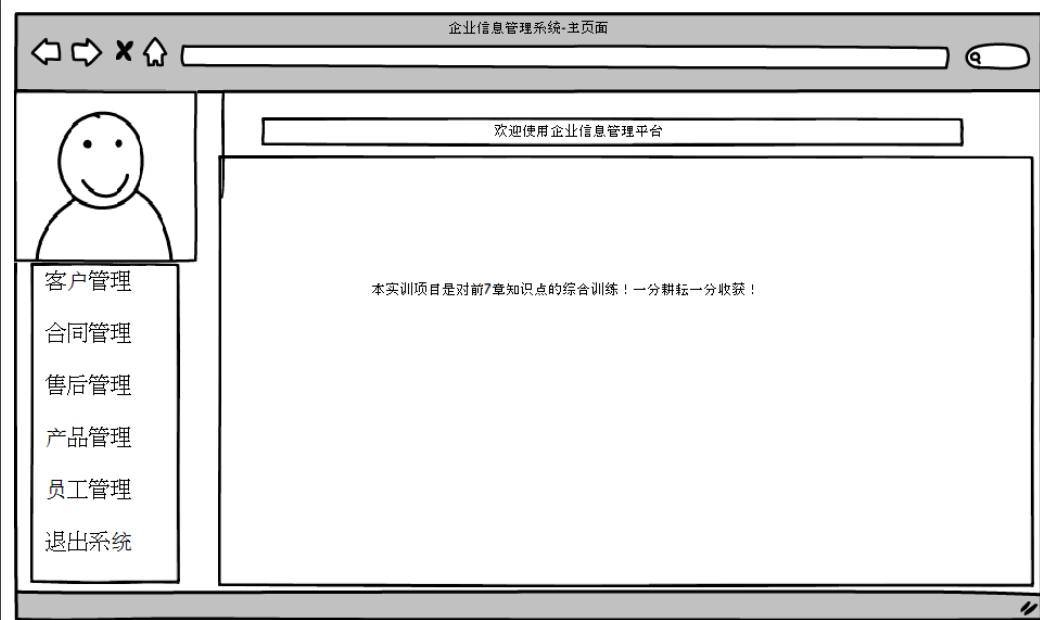 企业信息管理系统-主页面
欢迎使用企业信息管理平台
客户管理
合同管理
售后管理
产品管理
员工管理
退出系统
本实训项目是对前7章知识点的综合训练！一分耕耘一分收获！